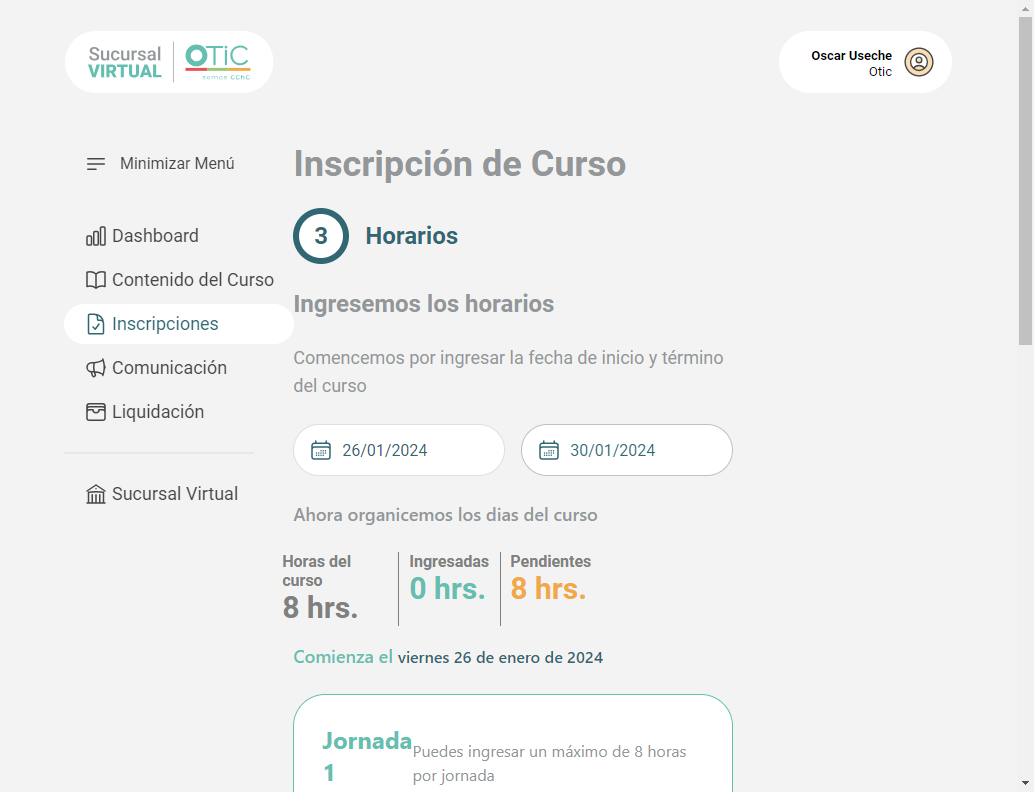 Sucursal
VIRTUAL
OTIC
somos CChC
Oscar Useche
Otic
Minimizar Menú
Dashboard
Contenido del Curso
Inscripciones
Comunicación
Liquidación
Sucursal Virtual
Inscripción de Curso
3 Horarios
Ingresemos los horarios
Comencemos por ingresar la fecha de inicio y término
del curso
26/01/2024 30/01/2024
Ahora organicemos los dias del curso
Horas del
curso
8 hrs.
Ingresadas
0 hrs.
Pendientes
8 hrs.
Comienza el viernes 26 de enero de 2024
Jornada
1
Puedes ingresar un máximo de 8 horas
por jornada